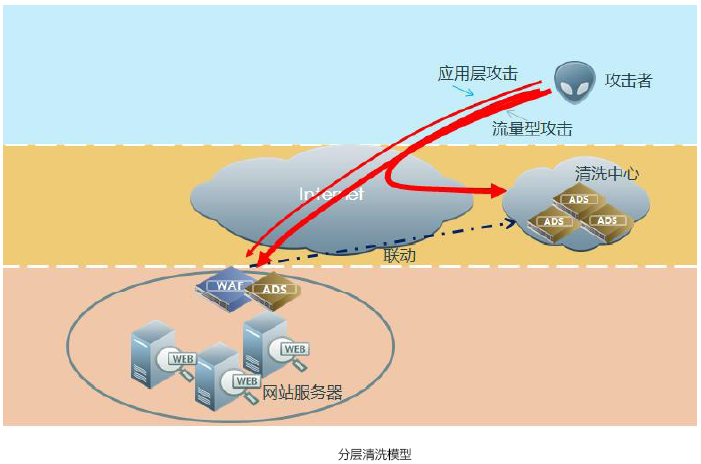 应用层攻击
攻击者
流量型攻击
清洗中心
Internet
ADS
ADS
ADS
联动
WAF
ADS
WEB
WEB
WEB
网站服务器
分层清洗模型